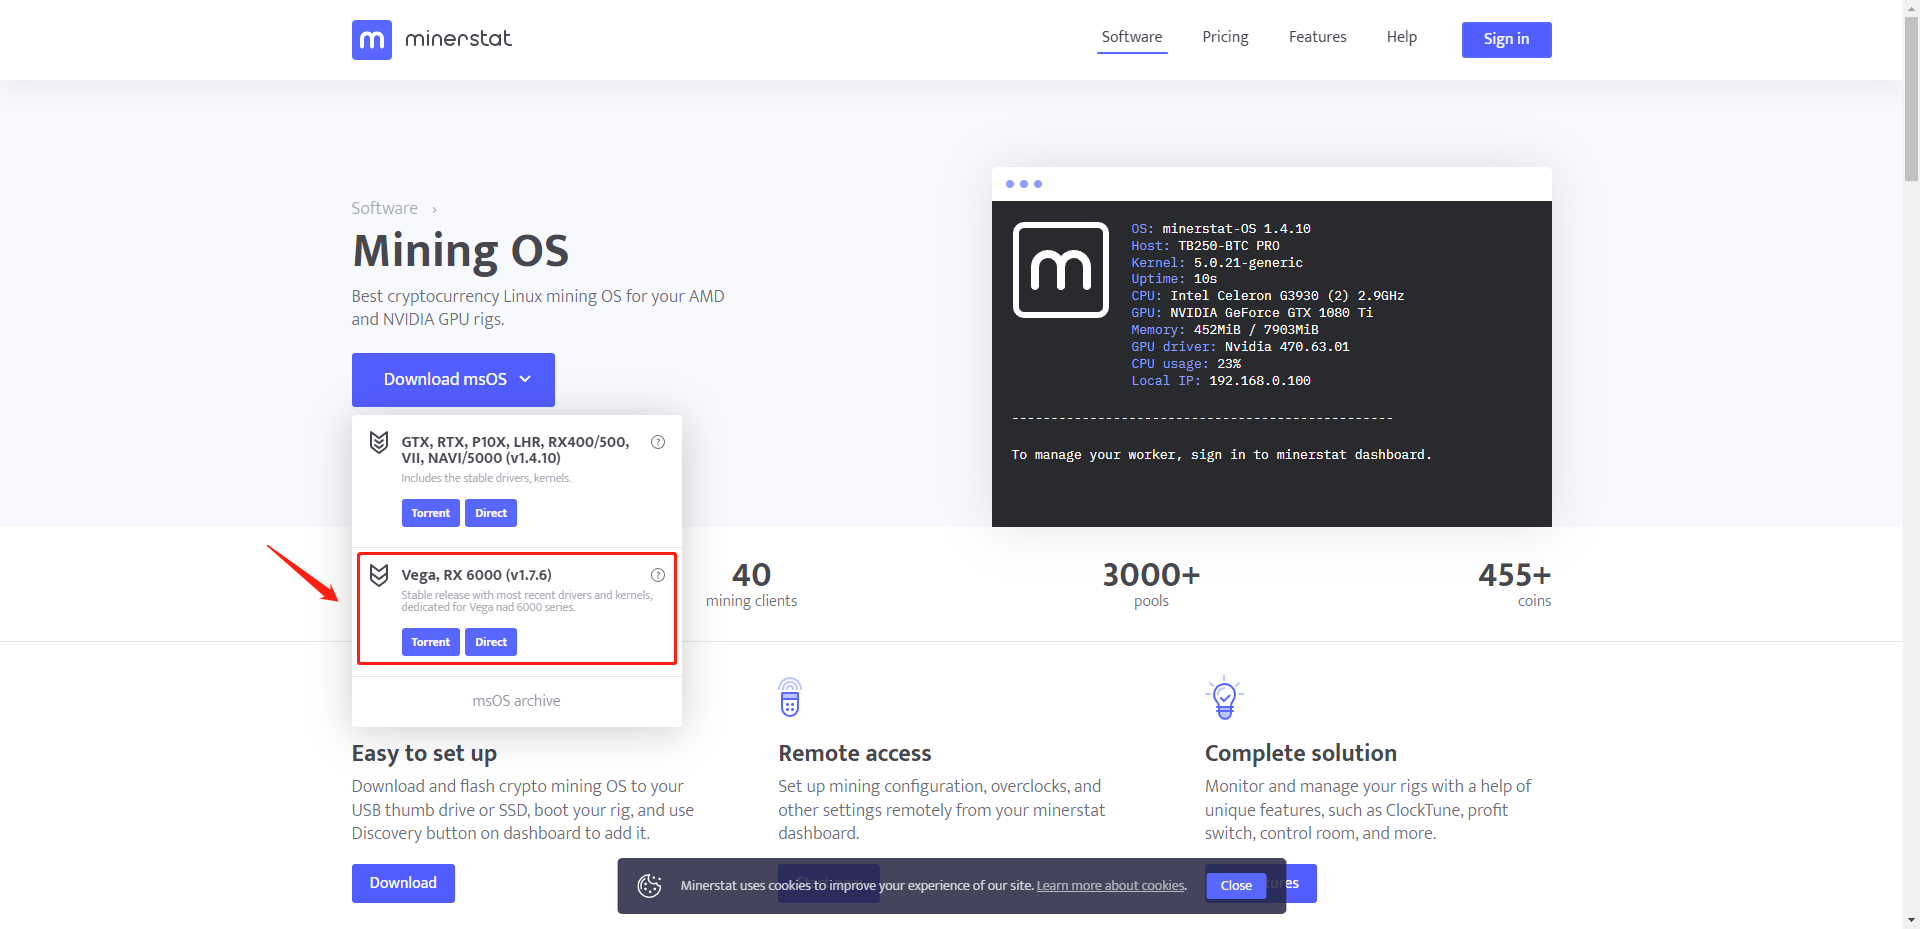 minerstat
Software
Pricing
Features
Help
Sign in
Software ›
Mining OS
Best cryptocurrency Linux mining OS for your AMD
and NVIDIA GPU rigs.
Download msOS
GTX, RTX, P10X, LHR, RX400/500,
VII, NAVI/5000 (v1.4.10)
Includes the stable drivers, kernels.
Torrent
Direct
Vega, RX 6000 (v1.7.6)
Stable release with most recent drivers and kernels,
dedicated for Vega nad 6000 series.
Torrent
Direct
msOS archive
OS: minerstat-OS 1.4.10
Host: TB250-BTC PRO
Kernel: 5.0.21-generic
Uptime: 10s
CPU: Intel Celeron G3930 (2) 2.9GHz
GPU: NVIDIA GeForce GTX 1080 Ti
Memory: 452MiB / 7903MiB
GPU driver: Nvidia 470.63.01
CPU usage: 23%
Local IP: 192.168.0.100
-------------------------------------------------
To manage your worker, sign in to minerstat dashboard.
40
mining clients
3000+
pools
455+
coins
Easy to set up
Download and flash crypto mining OS to your
USB thumb drive or SSD, boot your rig, and use
Discovery button on dashboard to add it.
Download
Remote access
Set up mining configuration, overclocks, and
other settings remotely from your minerstat
dashboard.
Complete solution
Monitor and manage your rigs with a help of
unique features, such as ClockTune, profit
switch, control room, and more.
Minerstat uses cookies to improve your experience of our site. Learn more about cookies.
Close